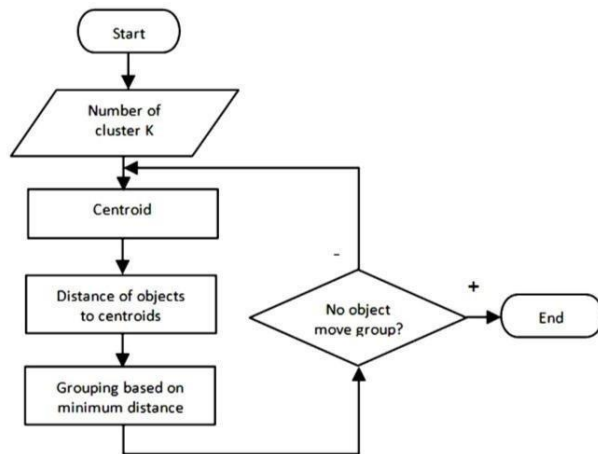 Start
Number of
cluster K
Centroid
Distance of objects
to centroids
Grouping based on
minimum distance
-
No object
move group?
+
End